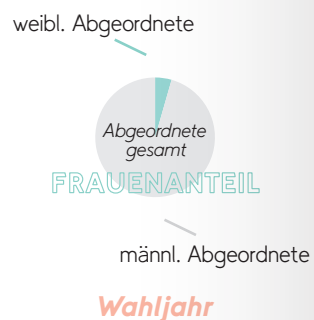 weibl. Abgeordnete
Abgeordnete
gesamt
FRAUENANTEIL
männl. Abgeordnete
Wahljahr